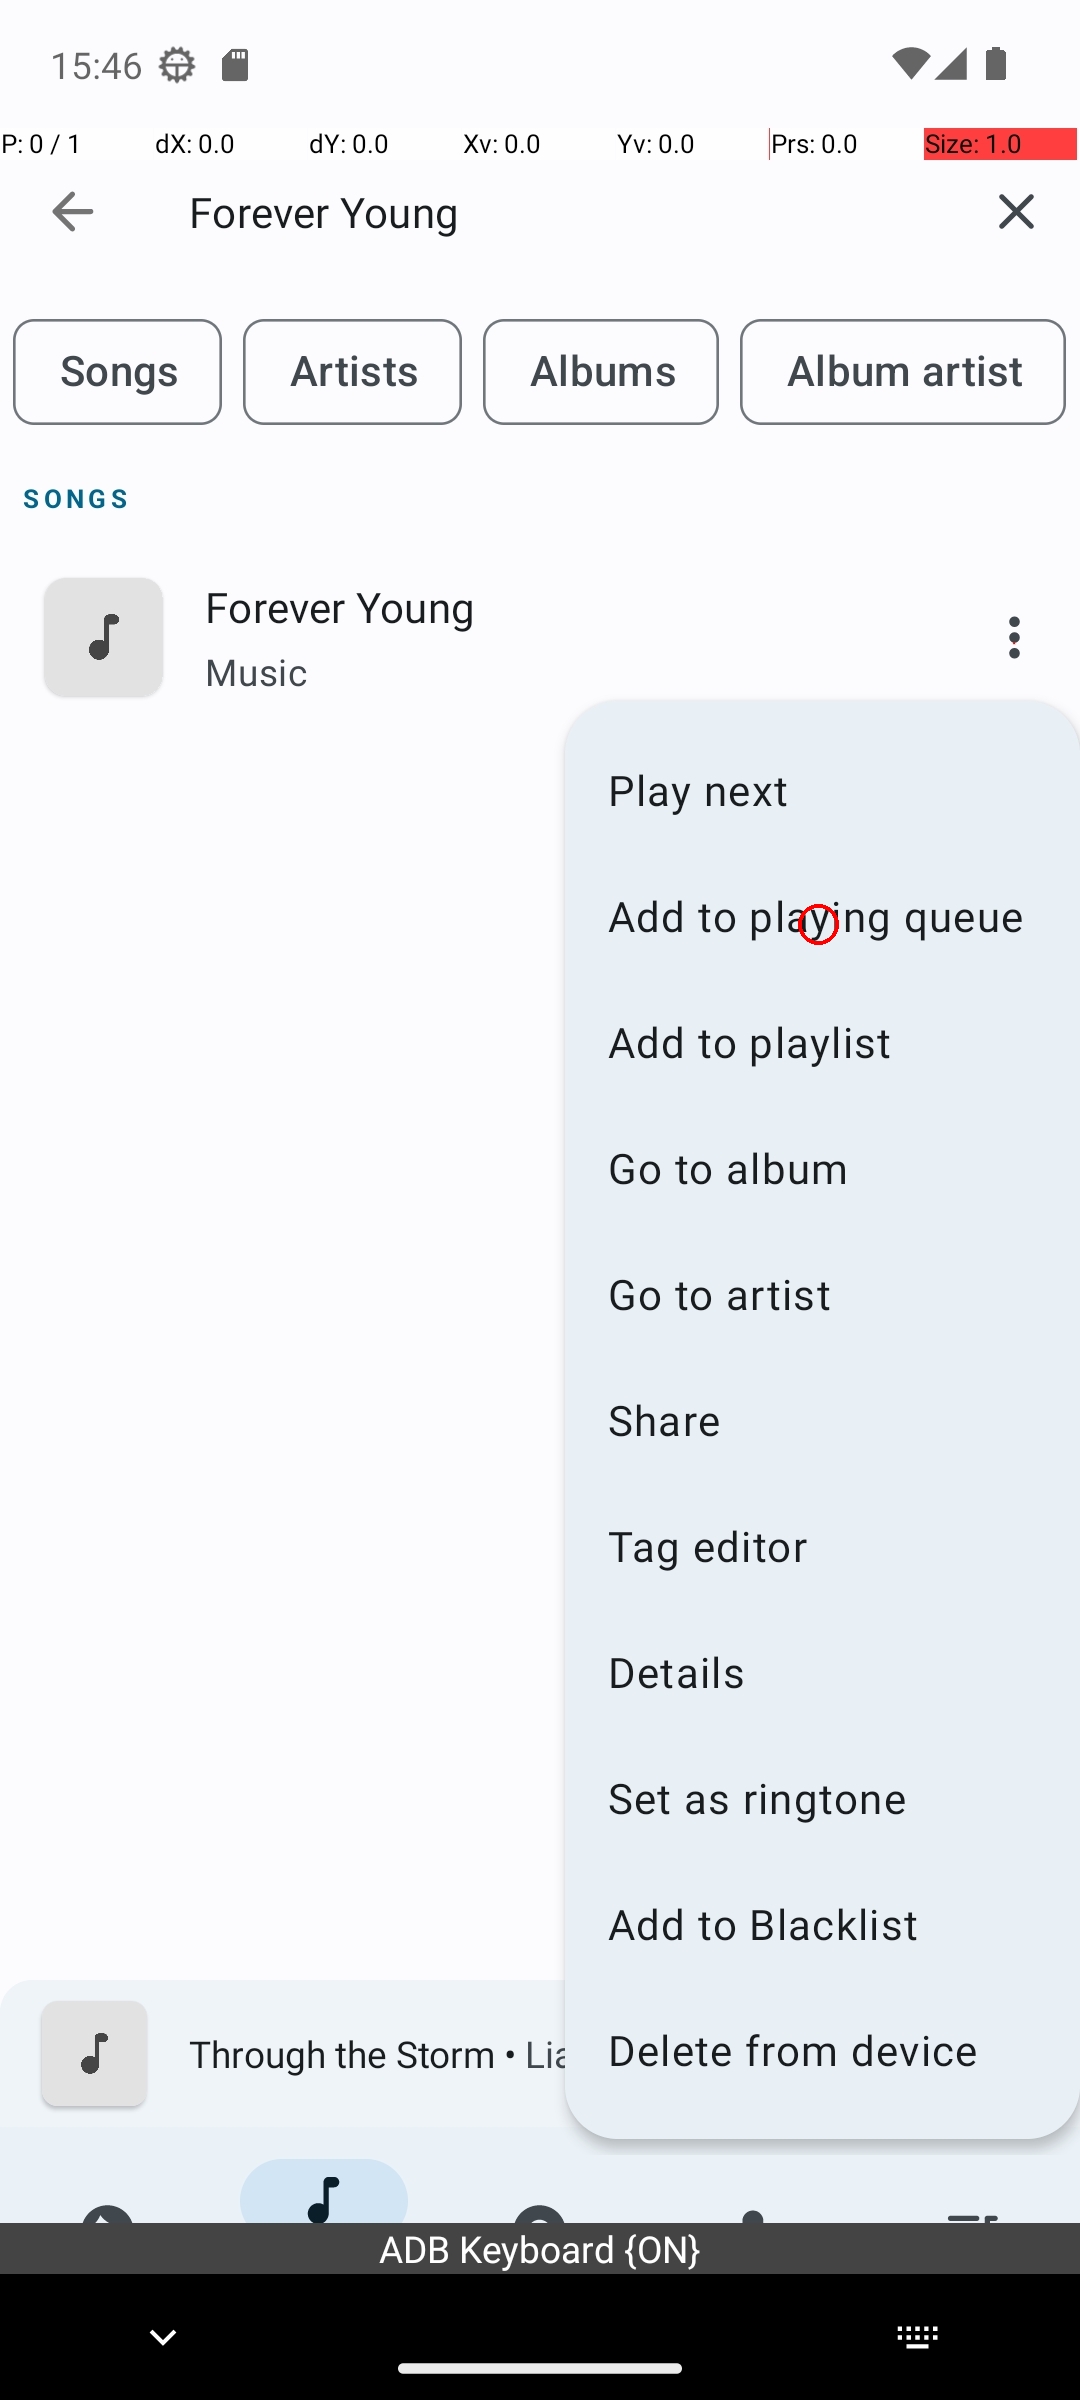 15:46
P: 0 / 1 dX: 0.0 dY: 0.0 Xv: 0.0 Yv: 0.0 Prs: 0.0 Size: 1.0
Forever Young
Songs Artists Albums Album artist
SONGS
Forever Young
Music
Play next
Add to playing queue
Add to playlist
Go to album
Go to artist
Share
Tag editor
Details
Set as ringtone
Add to Blacklist
Through the Storm • Lia
Delete from device
ADB Keyboard {ON}